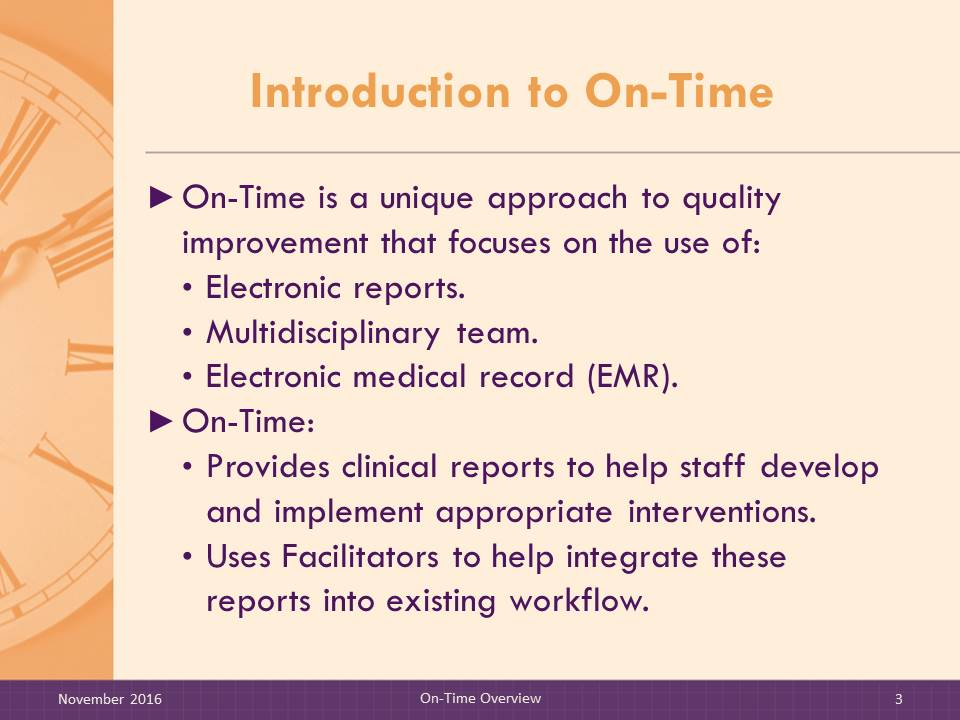 Introduction to On-Time
► On-Time is a unique approach to quality
improvement that focuses on the use of:
• Electronic reports.
• Multidisciplinary team.
• Electronic medical record (EMR).
► On-Time:
• Provides clinical reports to help staff develop
and implement appropriate interventions.
• Uses Facilitators to help integrate these
reports into existing workflow.
November 2016
On-Time Overview
3